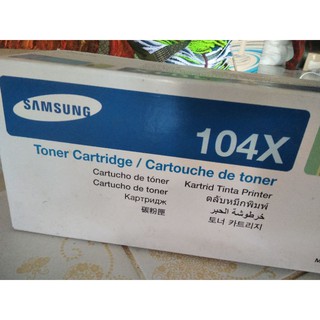 SAMSUNG
104X
Toner Cartridge / Cartouche de toner
Cartucho de tóner
Cartucho de toner
Картридж
碳粉匣
Kartrid Tinta Printer
ตลับหมึกพิมพ์
خرطوشة الحبر
토너 카트리지